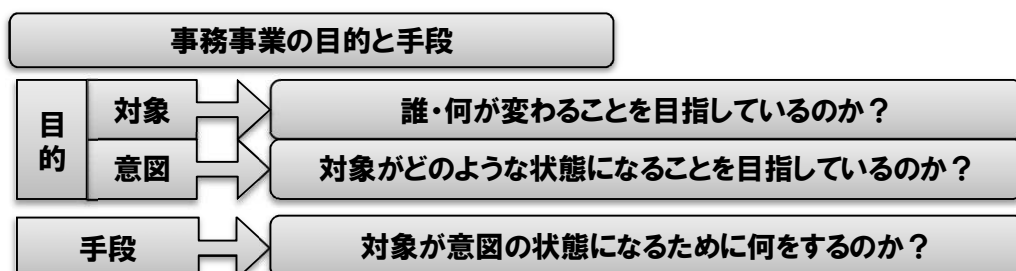 事務事業の目的と手段
目的
対象
誰・何が変わることを目指しているのか?
意図
対象がどのような状態になることを目指しているのか?
手段
対象が意図の状態になるために何をするのか?